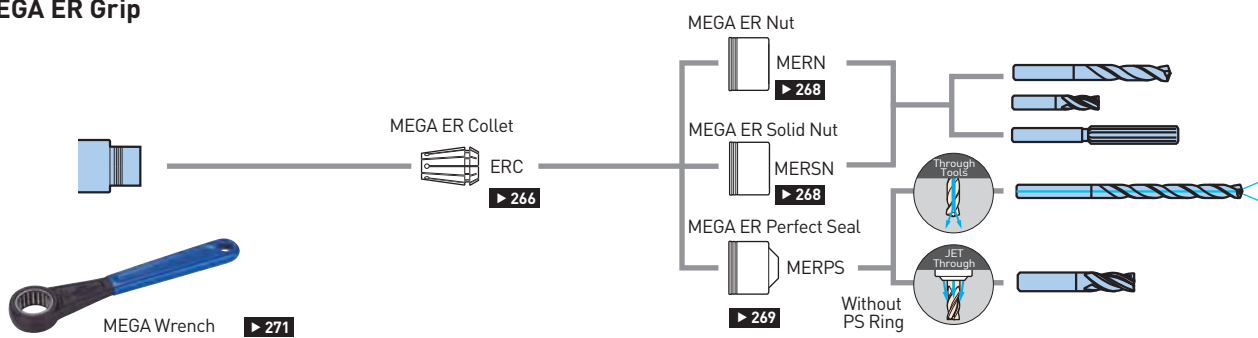 EGA ER Grip
MEGA ER Nut
MERN
▶ 268
MEGA ER Collet
ERC
▶ 266
MEGA ER Solid Nut
MERSN
▶ 268
Through
Tools
MEGA ER Perfect Seal
MERPS
▶ 269
JET
Through
Without
PS Ring
MEGA Wrench ▶ 271